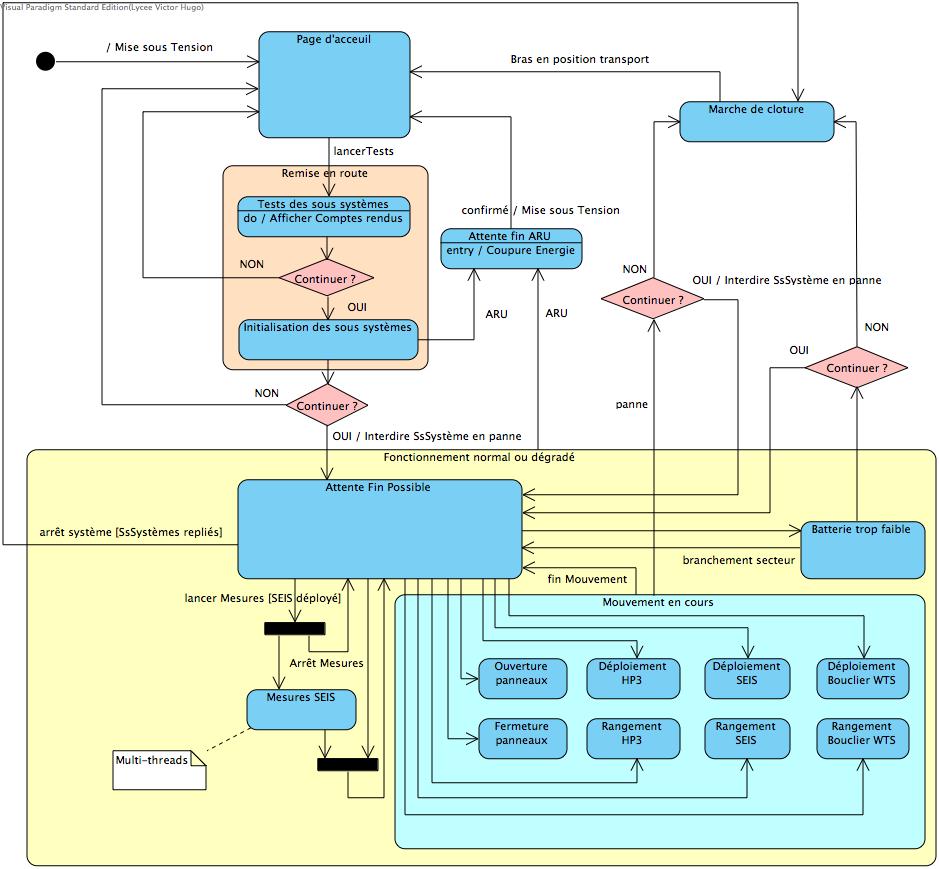 Visual Paradigm Standard Edition(Lycee Victor Hugo)
Page d'acceuil
/ Mise sous Tension
Bras en position transport
Marche de cloture
lancerTests
Remise en route
Tests des sous systèmes
do / Afficher Comptes rendus
confirmé / Mise sous Tension
Attente fin ARU
entry / Coupure Energie
NON
Continuer ?
OUI
NON
Continuer ?
OUI / Interdire SsSystème en panne
ARU
ARU
Initialisation des sous systèmes
NON
OUI
Continuer ?
NON
Continuer ?
panne
OUI / Interdire SsSystème en panne
Fonctionnement normal ou dégradé
Attente Fin Possible
arrêt système [SsSystèmes repliés]
Batterie trop faible
branchement secteur
fin Mouvement
lancer Mesures [SEIS déployé]
Mouvement en cours
Arrêt Mesures
Ouverture
panneaux
Déploiement
HP3
Déploiement
SEIS
Déploiement
Bouclier WTS
Mesures SEIS
Fermeture
panneaux
Rangement
HP3
Rangement
SEIS
Rangement
Bouclier WTS
Multi-threads